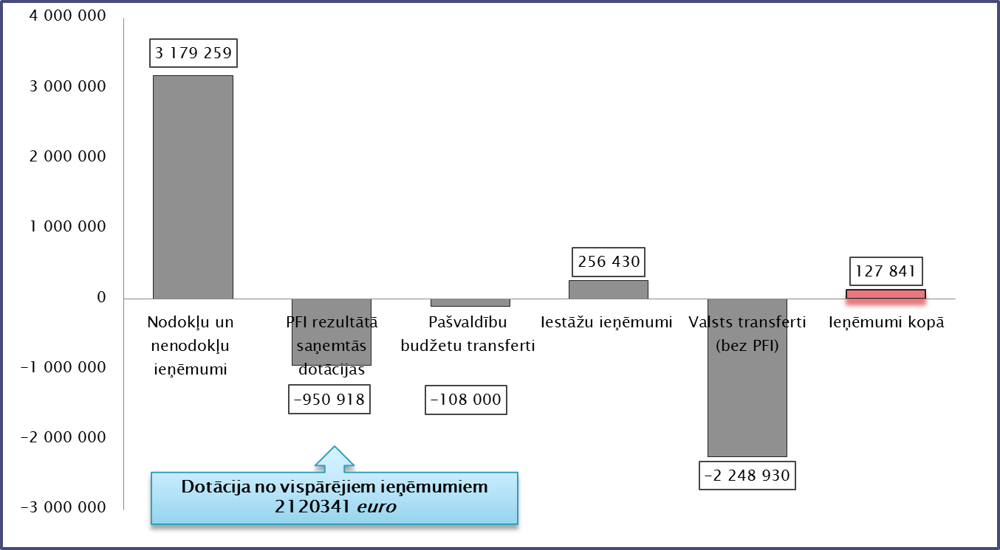 4 000 000
3 000 000
2 000 000
1 000 000
0
-1 000 000
-2 000 000
-3 000 000
3 179 259
-950 918
-108 000
256 430
-2 248 930
127 841
Nodokļu un
nenodokļu
ieņēmumi
PFI rezultātā
saņemtās
dotācijas
Pašvaldību
budžetu transferti
Iestāžu ieņēmumi
Valsts transferti
(bez PFI)
Ieņēmumi kopā
Dotācija no vispārējiem ieņēmumiem
2120341 euro